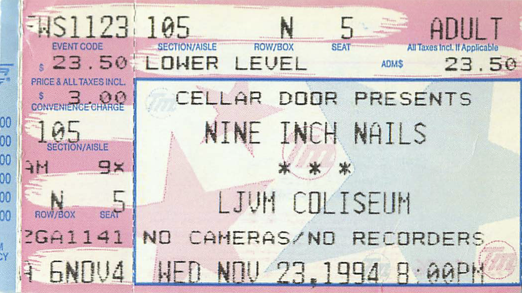 WS1123 105 N 5 ADULT
EVENT CODE SECTION/AISLE ROW/BOX SEAT All Taxes Incl. If Applicable
$ 23.50 LOWER LEVEL ADM$ 23.50
PRICE & ALL TAXES INCL.
$ 3.00 CELLAR DOOR PRESENTS
CONVENIENCE CHARGE
105 NINE INCH NAILS
SECTION/AISLE
AM 9× * * *
N 5 LJVM COLISEUM
ROW/BOX SEAT
ZGA1141 NO CAMERAS/NO RECORDERS
6NOV4 WED NOV 23,1994 8:00PM